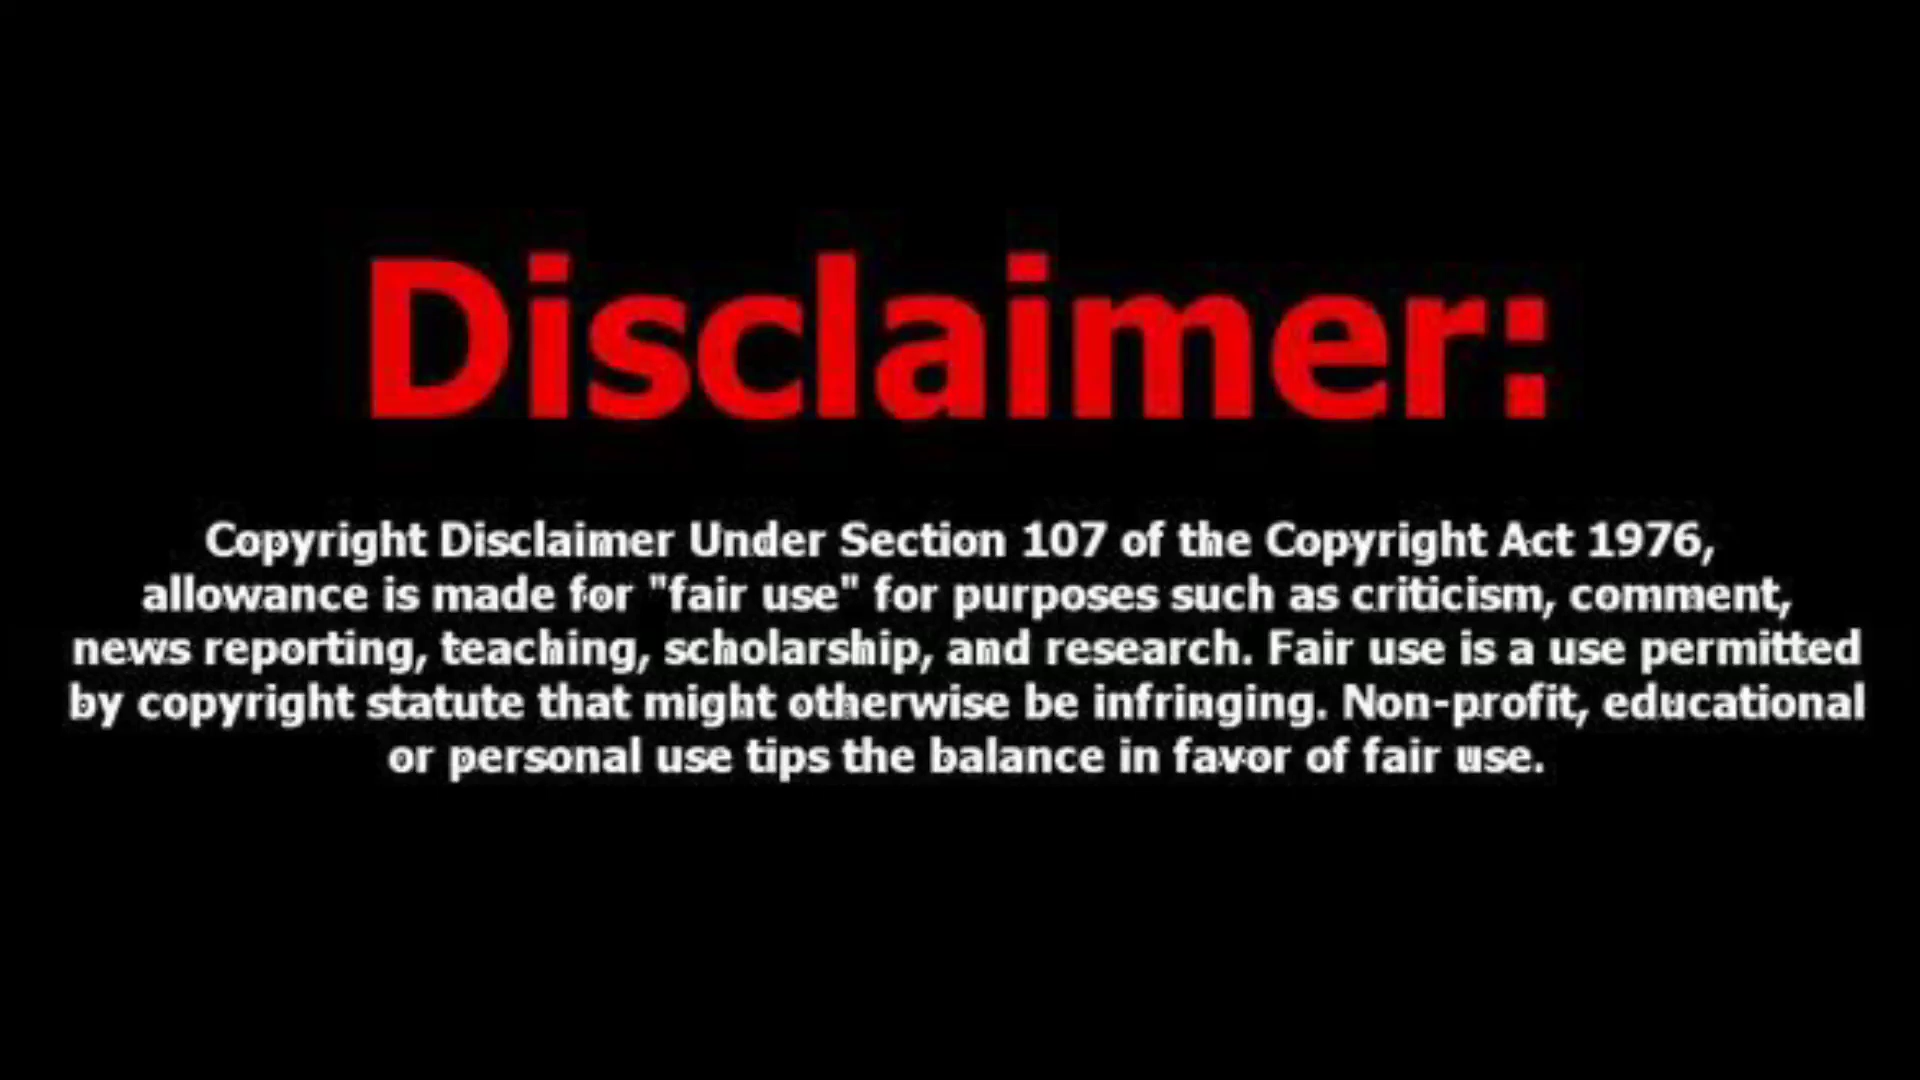 Disclaimer:
Copyright Disclaimer Under Section 107 of the Copyright Act 1976,
allowance is made for "fair use" for purposes such as criticism, comment,
news reporting, teaching, scholarship, and research. Fair use is a use permitted
by copyright statute that might otherwise be infringing. Non-profit, educational
or personal use tips the balance in favor of fair use.